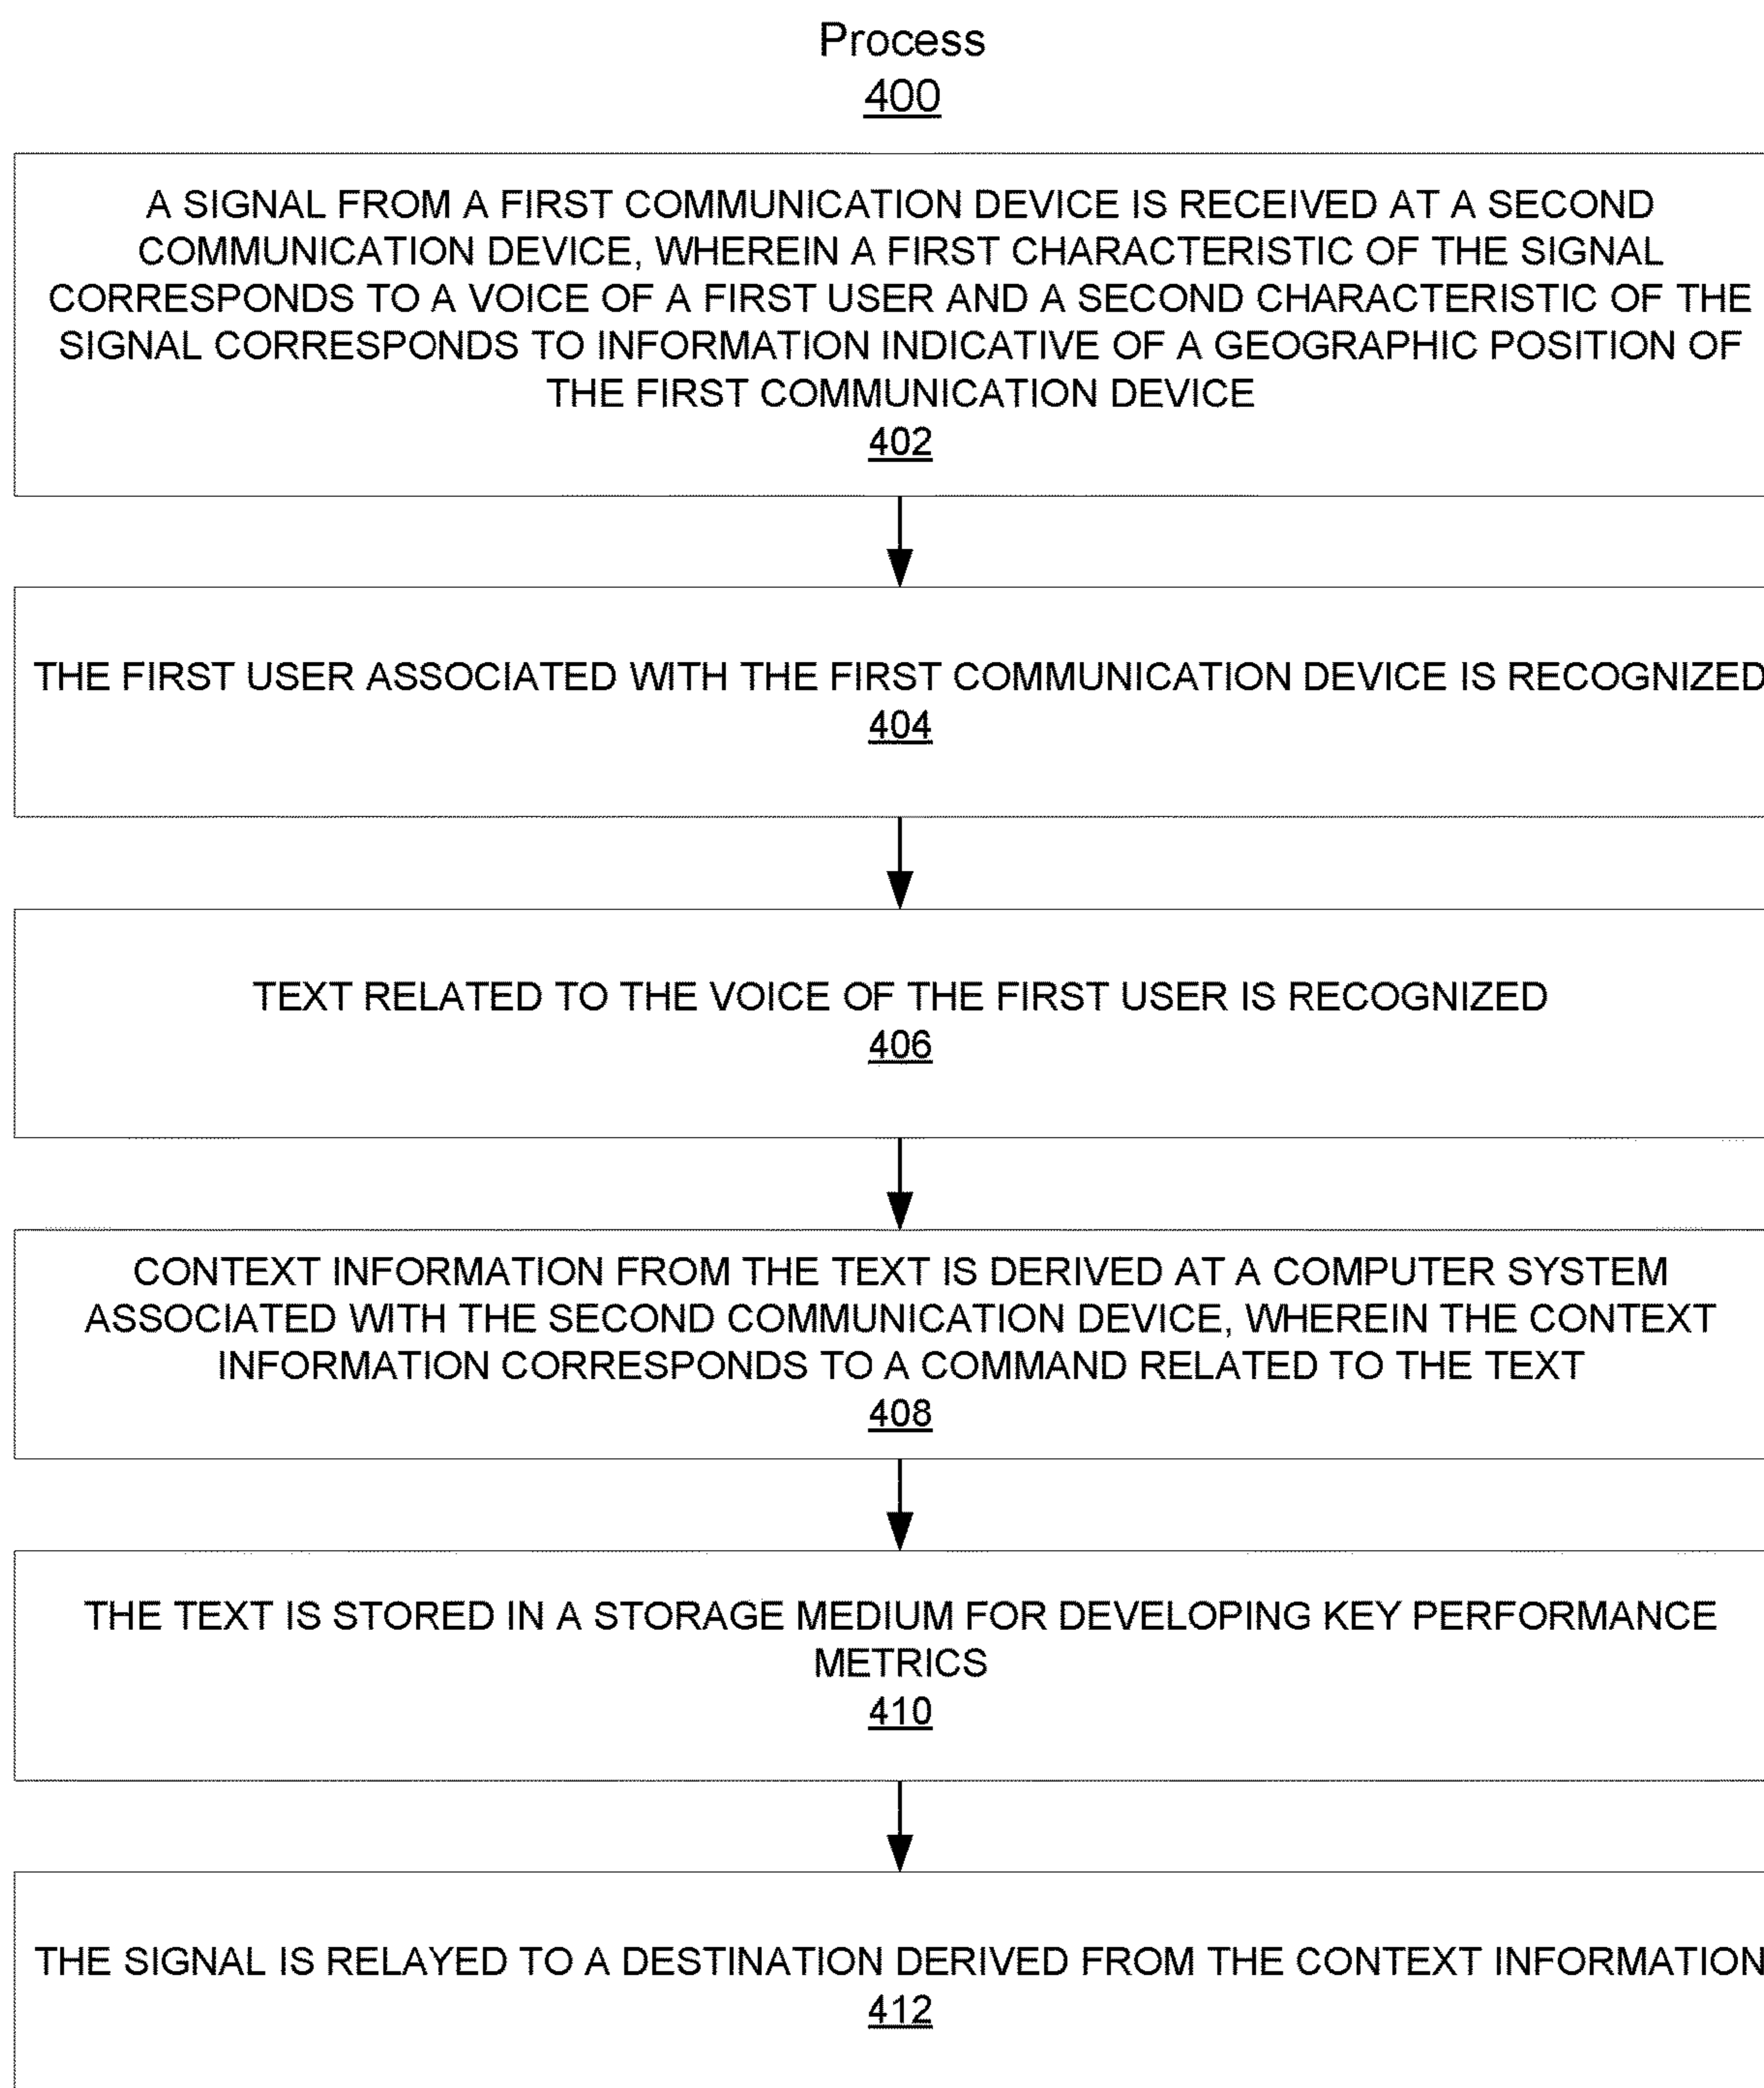 Process
400
A SIGNAL FROM A FIRST COMMUNICATION DEVICE IS RECEIVED AT A SECOND
COMMUNICATION DEVICE, WHEREIN A FIRST CHARACTERISTIC OF THE SIGNAL
CORRESPONDS TO A VOICE OF A FIRST USER AND A SECOND CHARACTERISTIC OF THE
SIGNAL CORRESPONDS TO INFORMATION INDICATIVE OF A GEOGRAPHIC POSITION OF
THE FIRST COMMUNICATION DEVICE
402
THE FIRST USER ASSOCIATED WITH THE FIRST COMMUNICATION DEVICE IS RECOGNIZED
404
TEXT RELATED TO THE VOICE OF THE FIRST USER IS RECOGNIZED
406
CONTEXT INFORMATION FROM THE TEXT IS DERIVED AT A COMPUTER SYSTEM
ASSOCIATED WITH THE SECOND COMMUNICATION DEVICE, WHEREIN THE CONTEXT
INFORMATION CORRESPONDS TO A COMMAND RELATED TO THE TEXT
408
THE TEXT IS STORED IN A STORAGE MEDIUM FOR DEVELOPING KEY PERFORMANCE
METRICS
410
THE SIGNAL IS RELAYED TO A DESTINATION DERIVED FROM THE CONTEXT INFORMATION
412